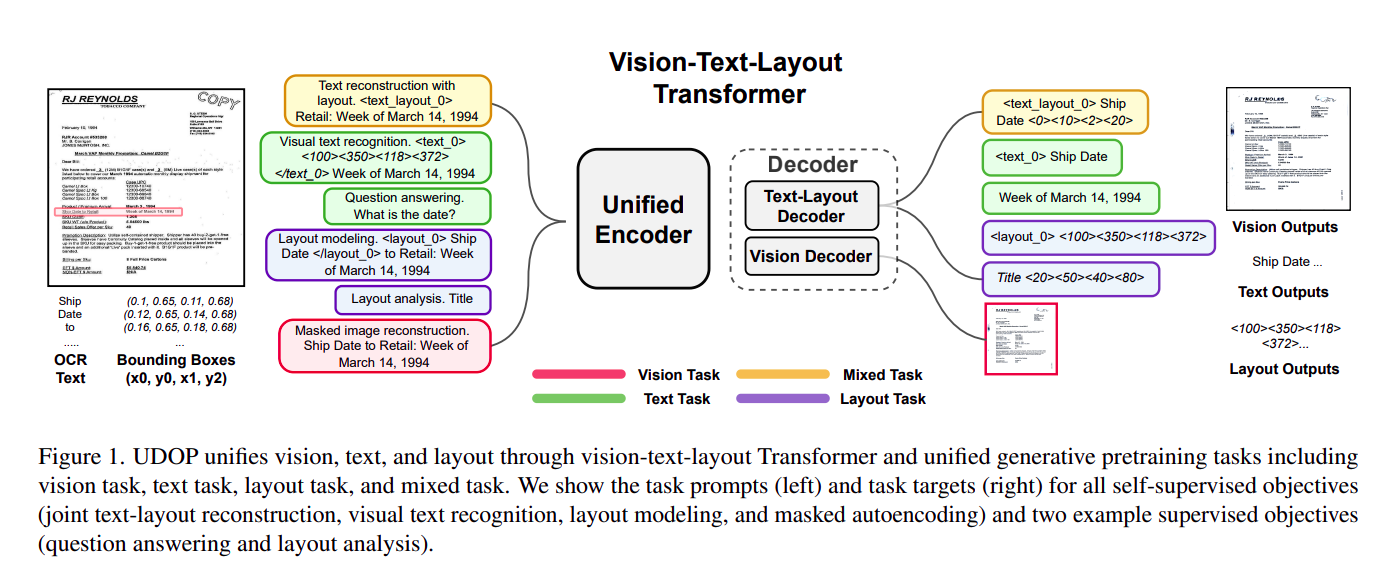 Vision-Text-Layout
Transformer
RJ REYNOLDS
TOBACCO COMPANY
COPY
February 10, 1994
Dear Bill:
Ship
Date
to
.....
(0.1, 0.65, 0.11, 0.68)
(0.12, 0.65, 0.14, 0.68)
(0.16, 0.65, 0.18, 0.68)
...
OCR
Text
Bounding Boxes
(x0, y0, x1, y2)
Text reconstruction with
layout. <text_layout_0>
Retail: Week of March 14, 1994
Visual text recognition. <text_0>
<100><350><118><372>
</text_0> Week of March 14, 1994
Question answering.
What is the date?
Layout modeling. <layout_0> Ship
Date </layout_0> to Retail: Week
of March 14, 1994
Layout analysis. Title
Masked image reconstruction.
Ship Date to Retail: Week of
March 14, 1994
Unified
Encoder
Decoder
Text-Layout
Decoder
Vision Decoder
<text_layout_0> Ship
Date <0><10><2><20>
<text_0> Ship Date
Week of March 14, 1994
<layout_0> <100><350><118><372>
Title <20><50><40><80>
RJ REYNOLDS
Vision Outputs
Ship Date ...
Text Outputs
<100><350><118>
<372>...
Layout Outputs
Vision Task
Mixed Task
Text Task
Layout Task
Figure 1. UDOP unifies vision, text, and layout through vision-text-layout Transformer and unified generative pretraining tasks including
vision task, text task, layout task, and mixed task. We show the task prompts (left) and task targets (right) for all self-supervised objectives
(joint text-layout reconstruction, visual text recognition, layout modeling, and masked autoencoding) and two example supervised objectives
(question answering and layout analysis).